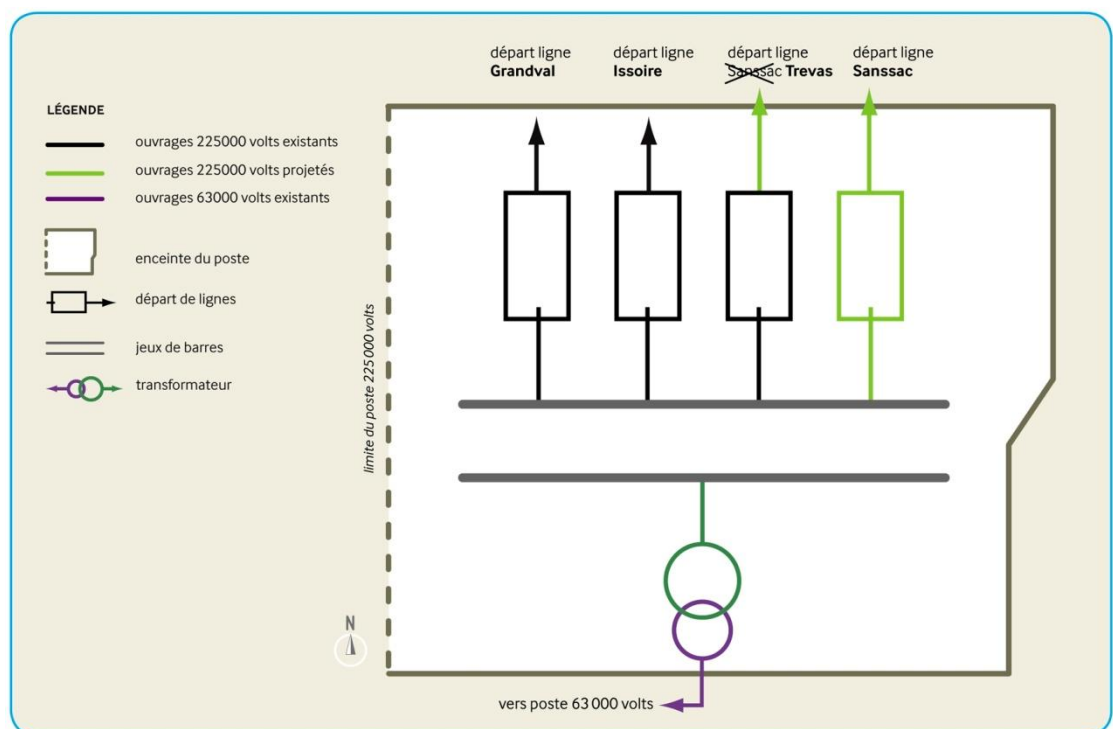 départ ligne
Grandval
départ ligne
Issoire
départ ligne
Sanssac Trevas
départ ligne
Sanssac
LÉGENDE
ouvrages 225000 volts existants
ouvrages 225000 volts projetés
ouvrages 63000 volts existants
enceinte du poste
départ de lignes
jeux de barres
transformateur
limite du poste 225 000 volts
N
vers poste 63 000 volts